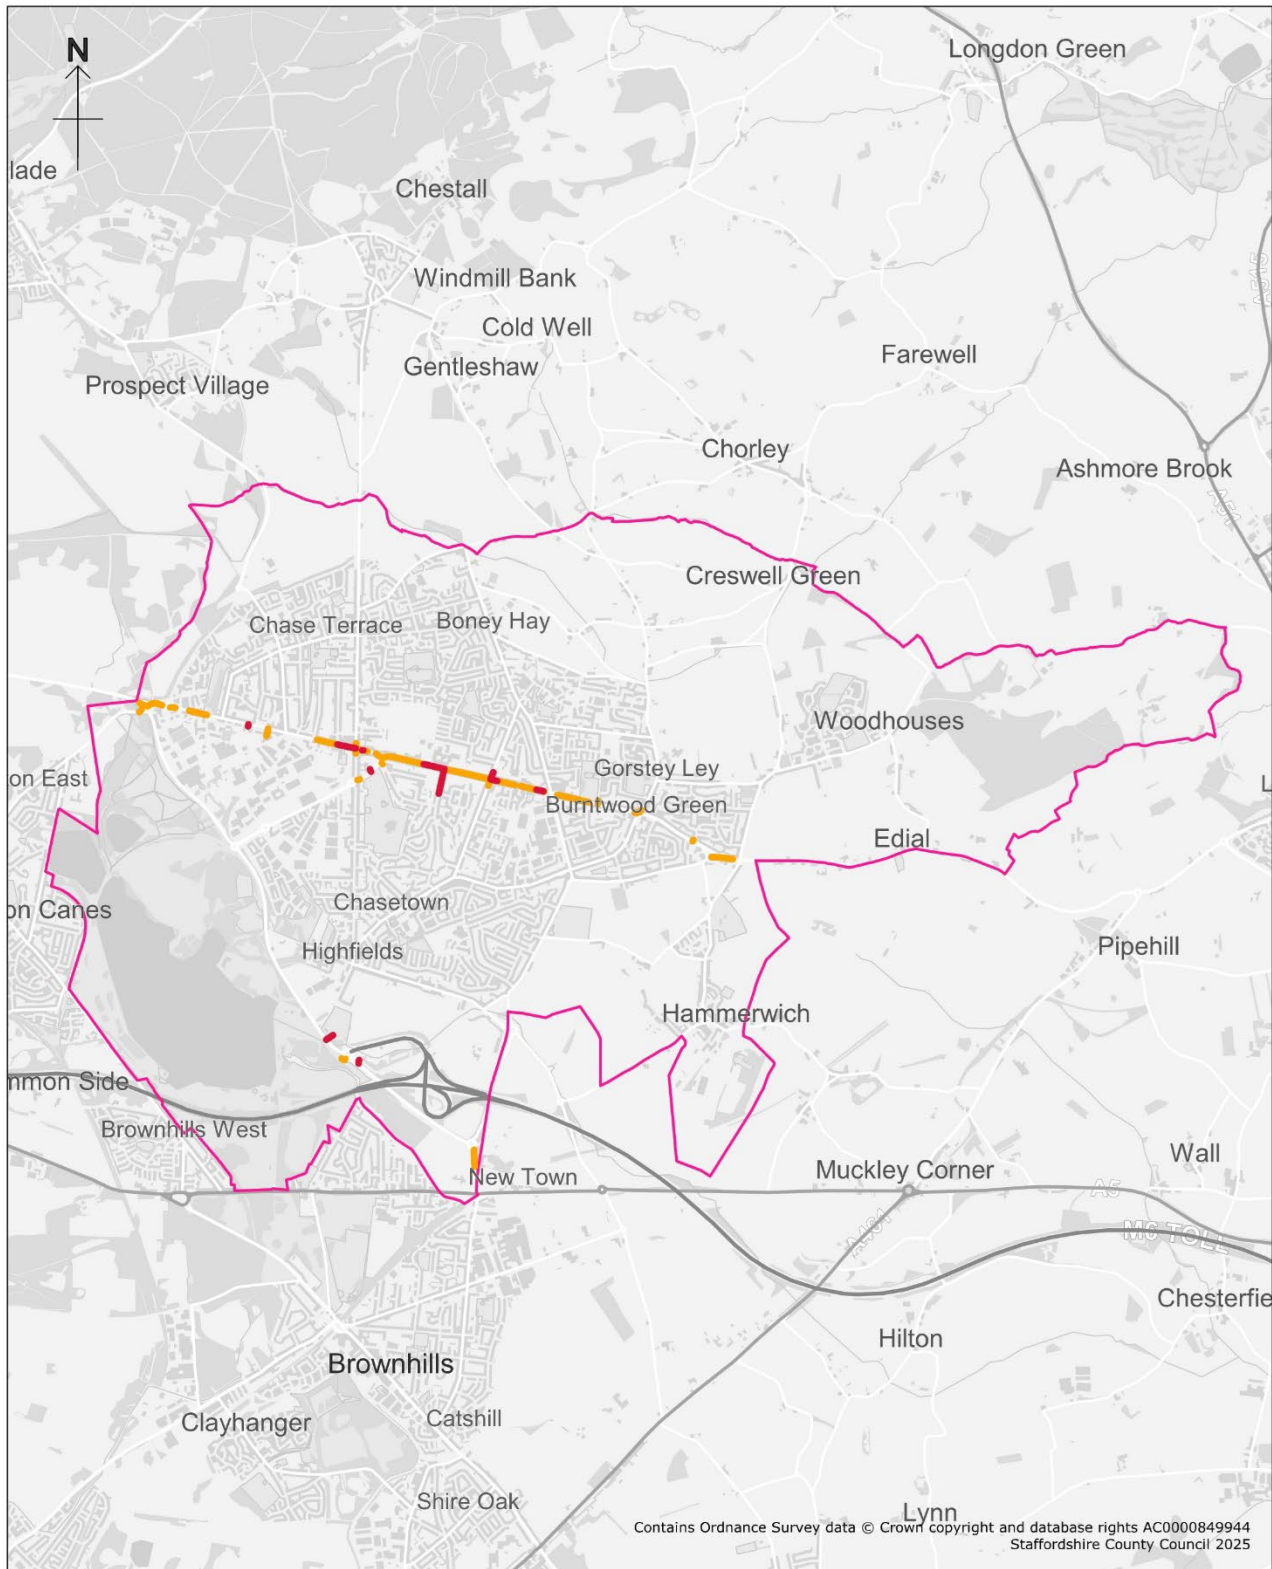 Longdon Green
N
lade
Chestall
A515
Windmill Bank
Cold Well
Farewell
Gentleshaw
Prospect Village
Chorley
Ashmore Brook
A51
Creswell Green
Boney Hay
Chase Terrace
Woodhouses
Gorstey Ley
on East
L
Burntwood Green
Edial
Chasetown
on Canes
Pipehill
Highfields
Hammerwich
mmon Side
Brownhills West
Wall
Muckley Corner
New Town
A5
A461
M6 TOLL
Chesterfie
Hilton
Brownhills
Catshill
Clayhanger
Shire Oak
Lynn
Contains Ordnance Survey data © Crown copyright and database rights AC0000849944
Staffordshire County Council 2025